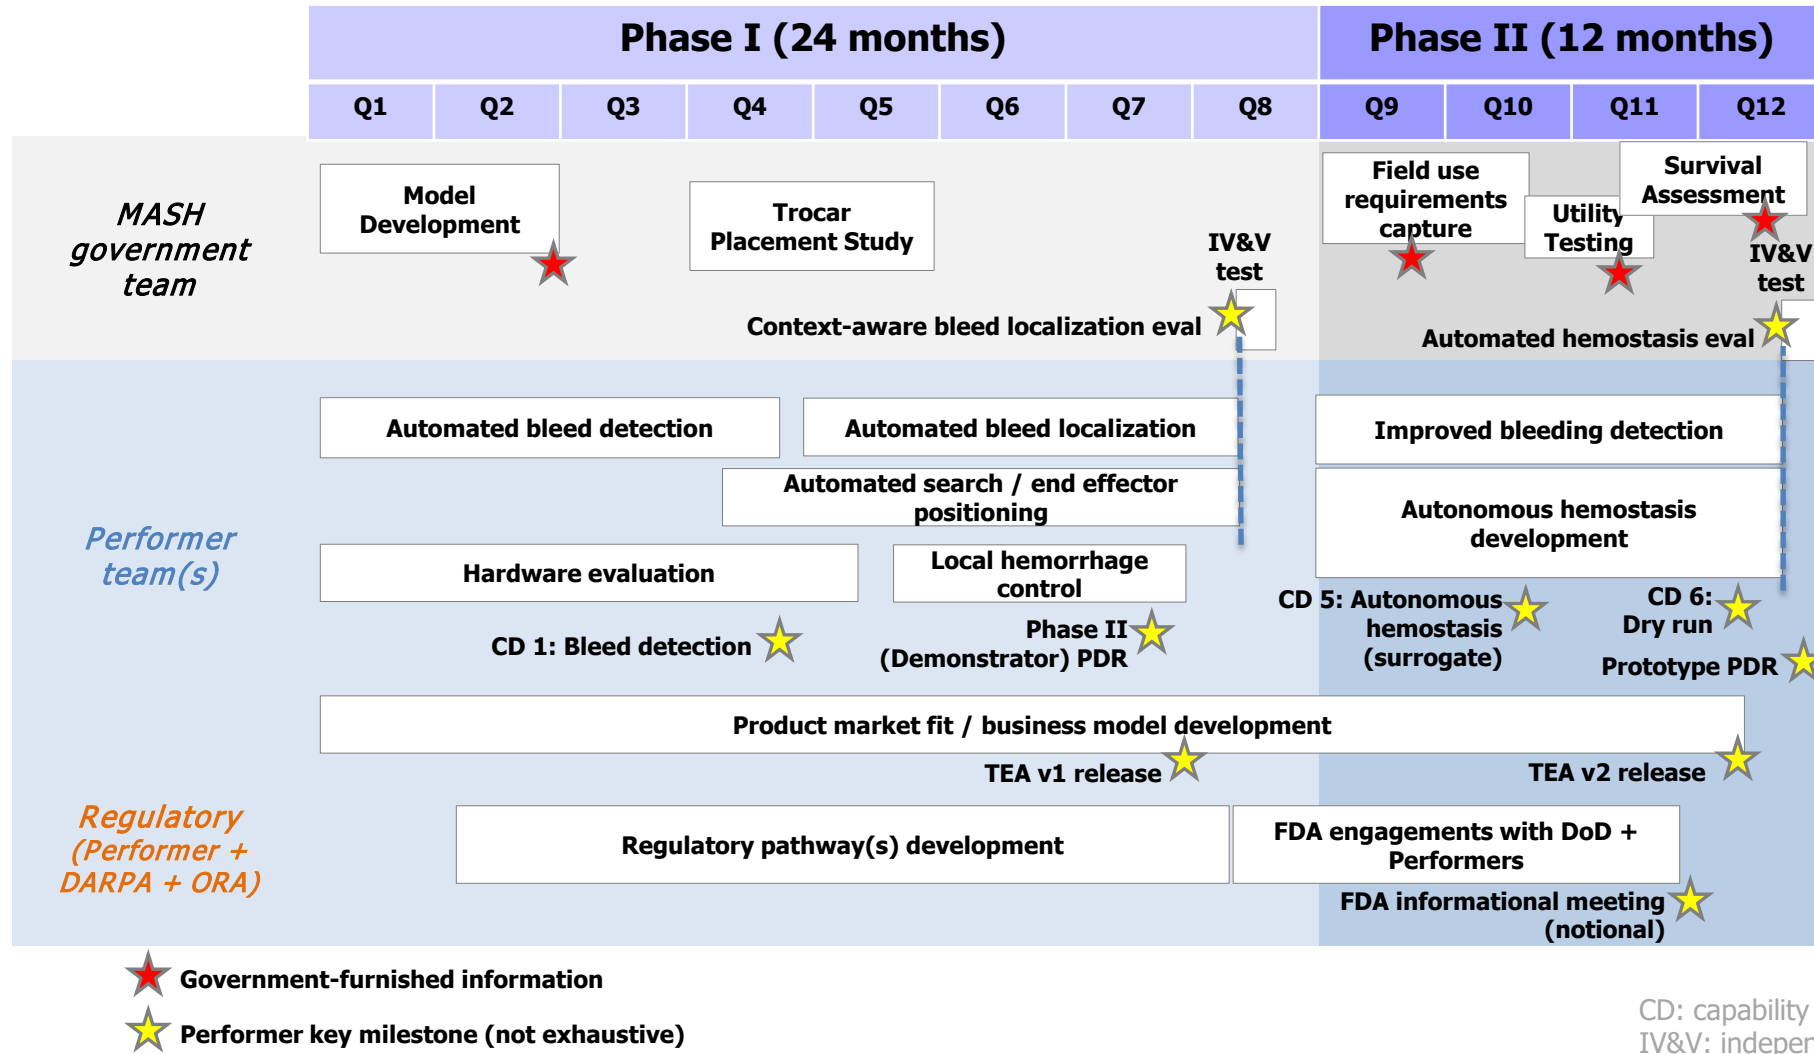 Phase I (24 months)
Phase II (12 months)
Q1
Q2
Q3
Q4
Q5
Q6
Q7
Q8
Q9
Q10
Q11
Q12
MASH
government
team
Model
Development
Trocar
Placement Study
IV&V
test
Context-aware bleed localization eval
Field use
requirements
capture
Utility
Testing
Survival
Assessment
IV&V
test
Automated hemostasis eval
Performer
team(s)
Automated bleed detection
Automated bleed localization
Improved bleeding detection
Automated search / end effector
positioning
Autonomous hemostasis
development
Hardware evaluation
Local hemorrhage
control
CD 1: Bleed detection
Phase II
(Demonstrator) PDR
CD 5: Autonomous
hemostasis
(surrogate)
CD 6:
Dry run
Prototype PDR
Product market fit / business model development
TEA v1 release
TEA v2 release
Regulatory
(Performer +
DARPA + ORA)
Regulatory pathway(s) development
FDA engagements with DoD +
Performers
FDA informational meeting
(notional)
Government-furnished information
Performer key milestone (not exhaustive)
CD: capability
IV&V: